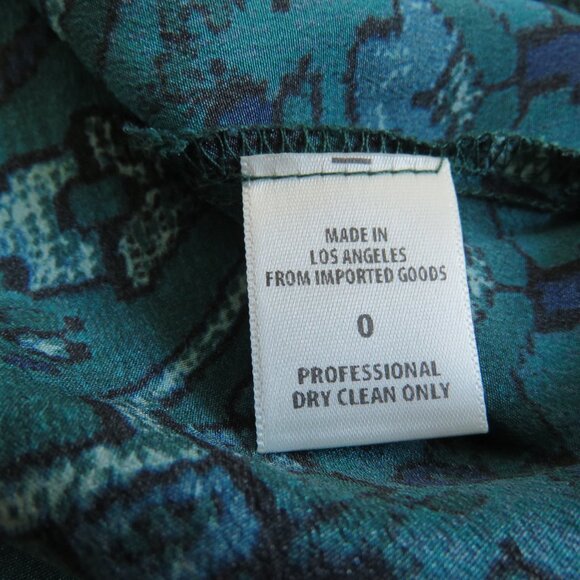 MADE IN
LOS ANGELES
FROM IMPORTED GOODS
0
PROFESSIONAL
DRY CLEAN ONLY